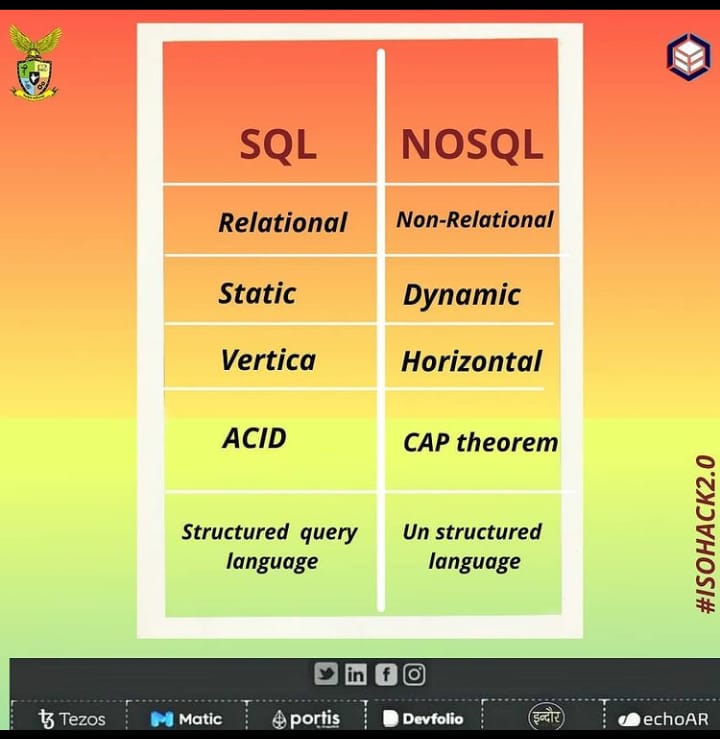 SQL NOSQL
Relational Non-Relational
Static Dynamic
Vertica Horizontal
ACID CAP theorem
Structured query Un structured
language language
#ISOHACK2.0
Tezos Matic portis Devfolio इन्दौर echoAR